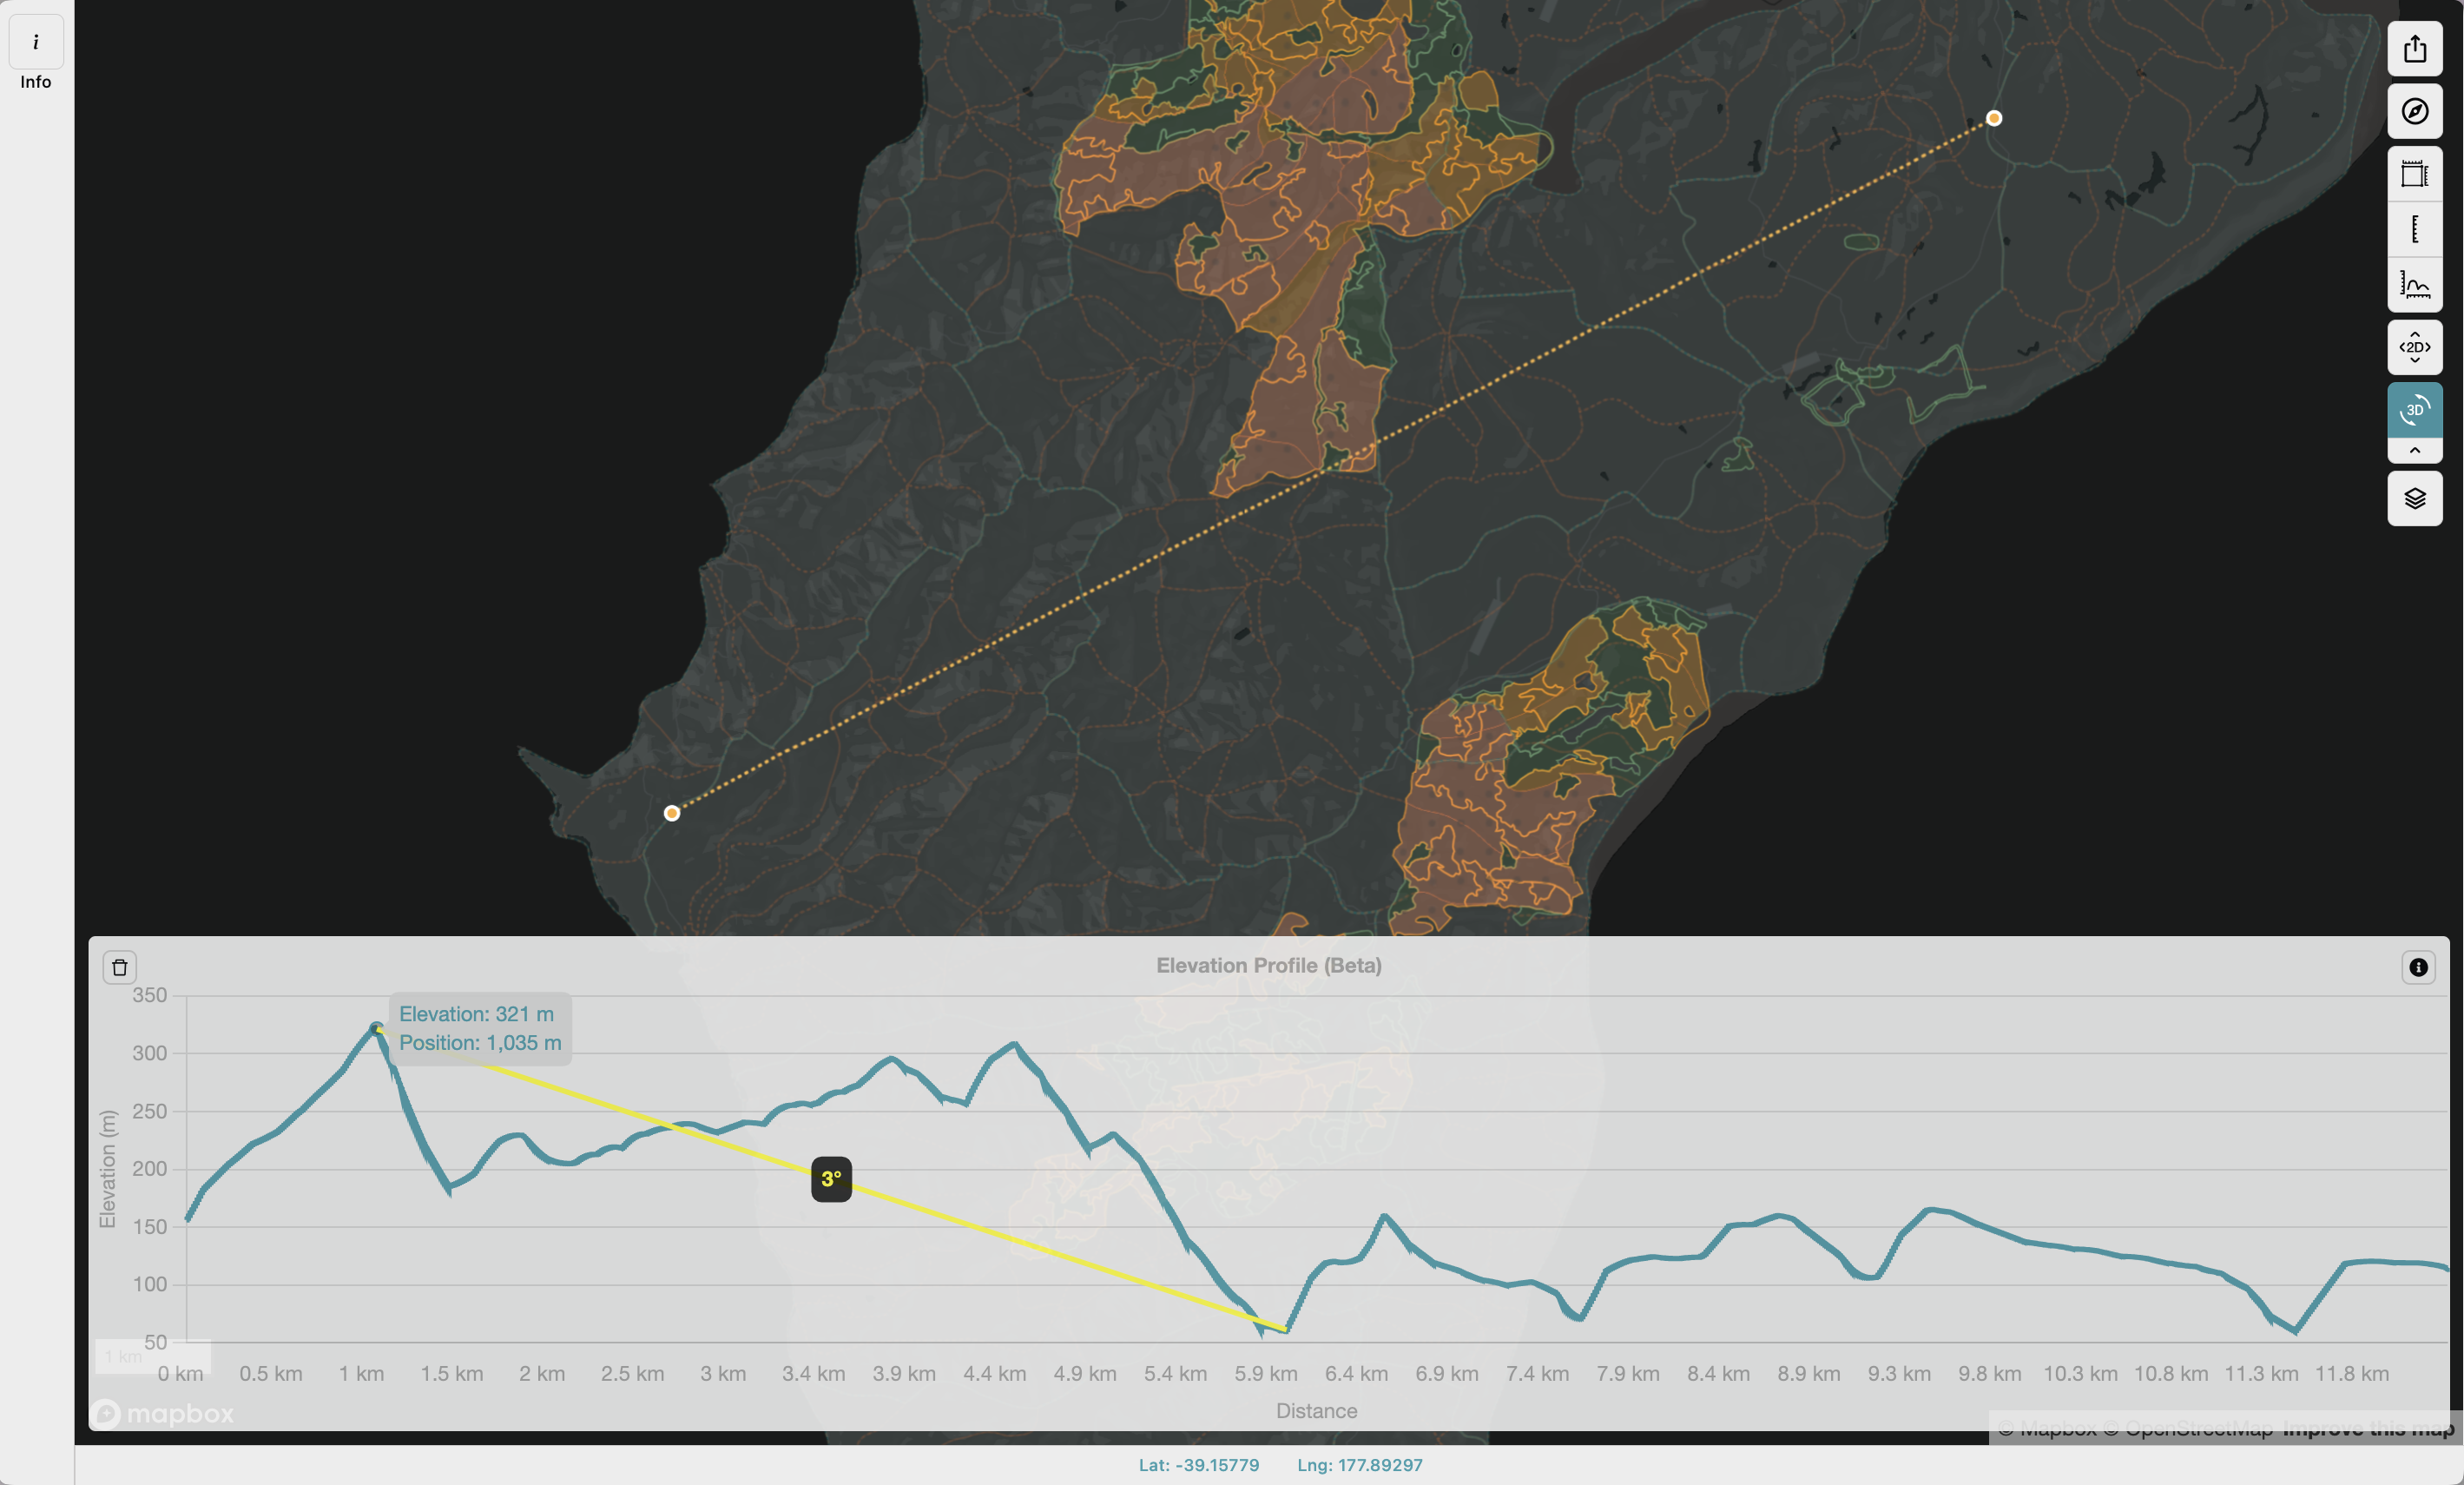 i
Info
<2D>
3D
Elevation Profile (Beta)
Elevation: 321 m
Position: 1,035 m
3°
Elevation (m)
350
300
250
200
150
100
50
1 km
0 km 0.5 km 1 km 1.5 km 2 km 2.5 km 3 km 3.4 km 3.9 km 4.4 km 4.9 km 5.4 km 5.9 km 6.4 km 6.9 km 7.4 km 7.9 km 8.4 km 8.9 km 9.3 km 9.8 km 10.3 km 10.8 km 11.3 km 11.8 km
Distance
mapbox
© Mapbox © OpenStreetMap Improve this map
Lat: -39.15779 Lng: 177.89297